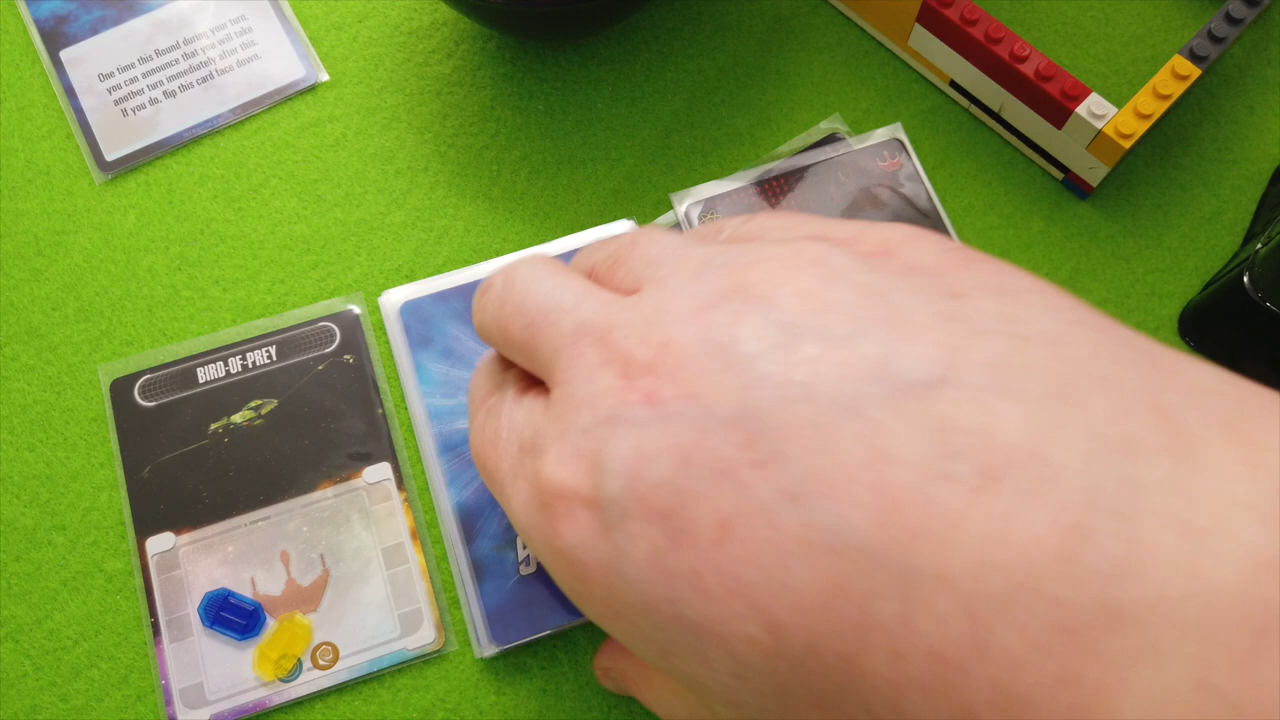 One time this Round during your turn,
you can announce that you will take
another turn immediately after this.
If you do, flip this card face down.
BIRD-OF-PREY
5